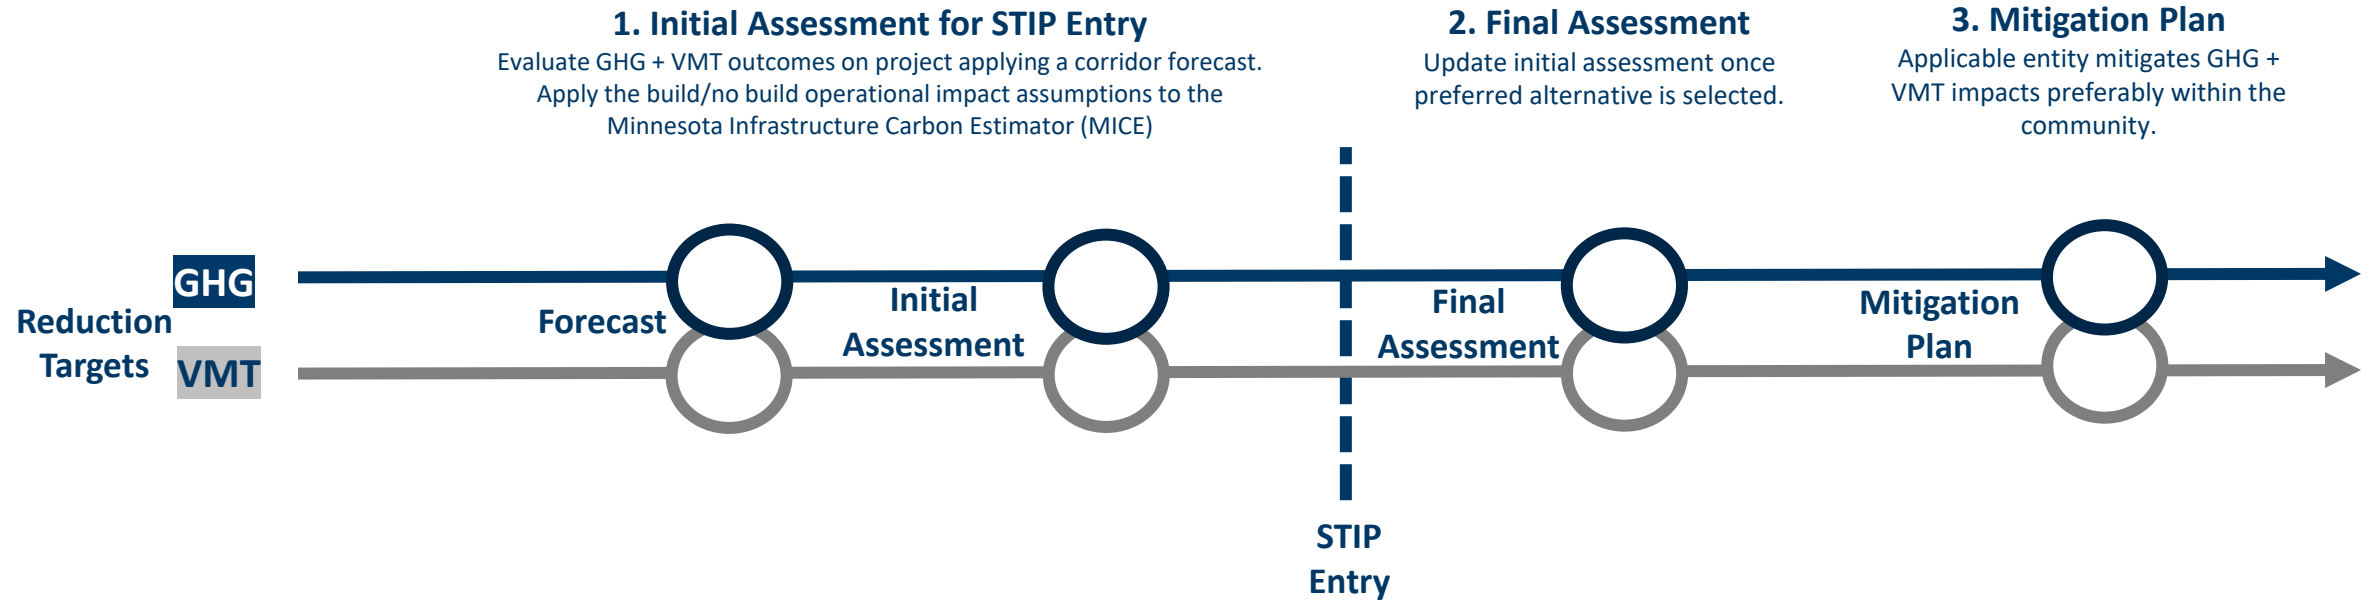 1. Initial Assessment for STIP Entry
Evaluate GHG + VMT outcomes on project applying a corridor forecast.
Apply the build/no build operational impact assumptions to the
Minnesota Infrastructure Carbon Estimator (MICE)
2. Final Assessment
Update initial assessment once
preferred alternative is selected.
3. Mitigation Plan
Applicable entity mitigates GHG +
VMT impacts preferably within the
community.
Reduction
Targets
GHG
VMT
Forecast
Initial
Assessment
Final
Assessment
Mitigation
Plan
STIP
Entry